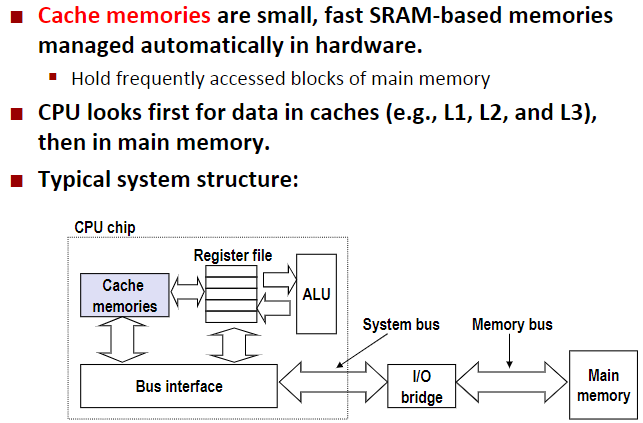 Cache memories are small, fast SRAM-based memories
managed automatically in hardware.
Hold frequently accessed blocks of main memory
CPU looks first for data in caches (e.g., L1, L2, and L3),
then in main memory.
Typical system structure:
CPU chip
Register file
Cache
memories
ALU
System bus
Memory bus
Bus interface
I/O
bridge
Main
memory